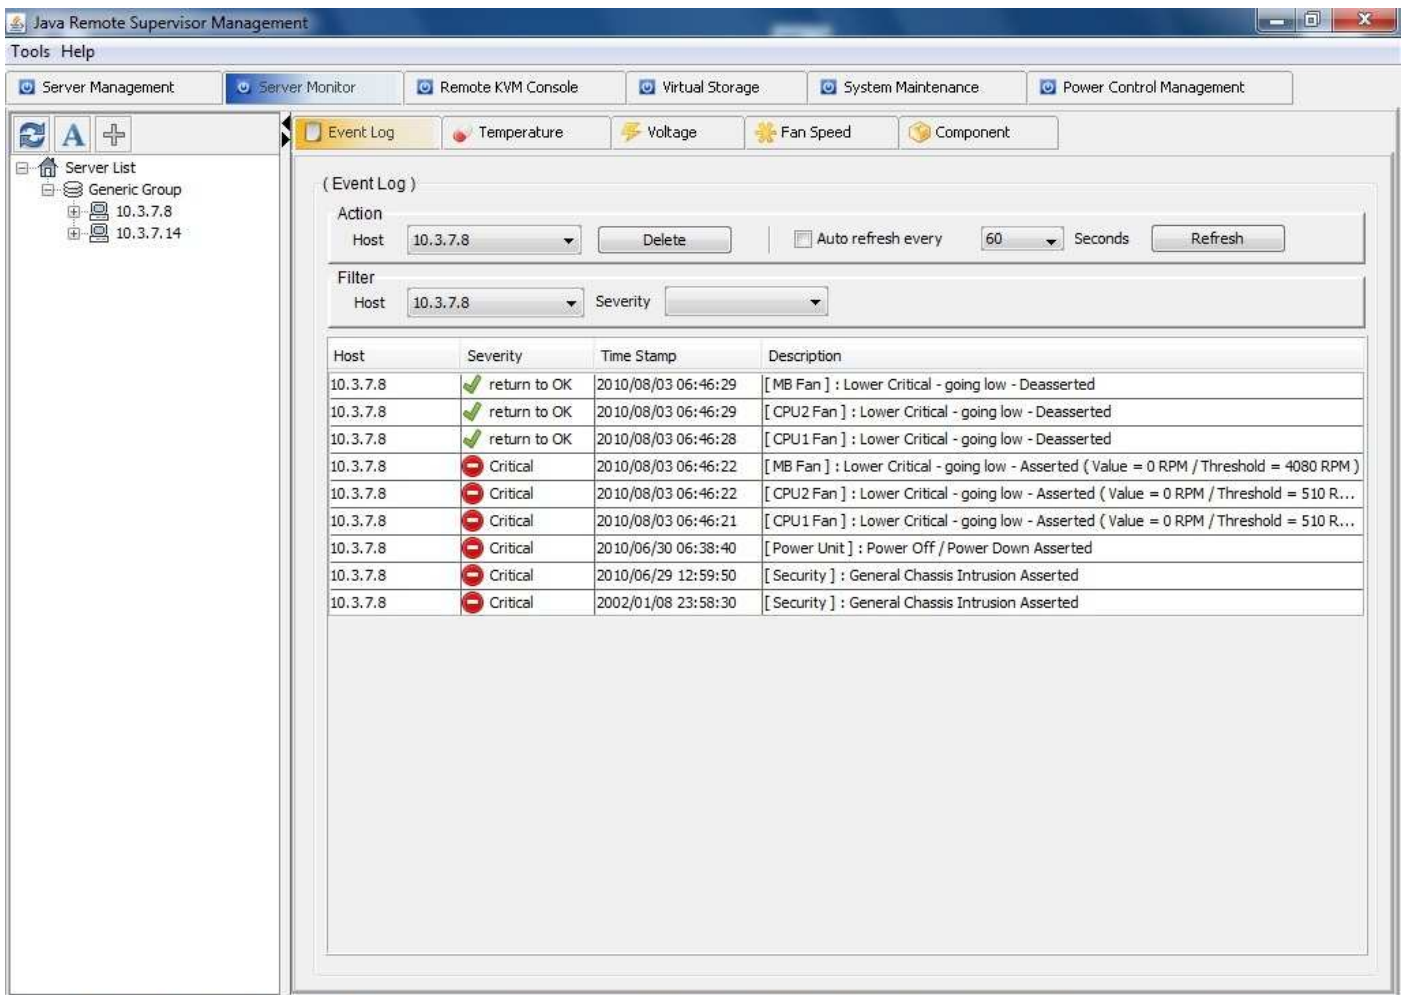 Java Remote Supervisor Management
Tools Help
Server Management Server Monitor Remote KVM Console Virtual Storage System Maintenance Power Control Management
A Event Log Temperature Voltage Fan Speed Component
Server List
Generic Group
10.3.7.8
10.3.7.14
( Event Log )
Action
Host 10.3.7.8 Delete Auto refresh every 60 Seconds Refresh
Filter
Host 10.3.7.8 Severity
Host Severity Time Stamp Description
10.3.7.8 return to OK 2010/08/03 06:46:29 [ MB Fan ] : Lower Critical - going low - Deasserted
10.3.7.8 return to OK 2010/08/03 06:46:29 [ CPU2 Fan ] : Lower Critical - going low - Deasserted
10.3.7.8 return to OK 2010/08/03 06:46:28 [ CPU1 Fan ] : Lower Critical - going low - Deasserted
10.3.7.8 Critical 2010/08/03 06:46:22 [ MB Fan ] : Lower Critical - going low - Asserted ( Value = 0 RPM / Threshold = 4080 RPM )
10.3.7.8 Critical 2010/08/03 06:46:22 [ CPU2 Fan ] : Lower Critical - going low - Asserted ( Value = 0 RPM / Threshold = 510 R...
10.3.7.8 Critical 2010/08/03 06:46:21 [ CPU1 Fan ] : Lower Critical - going low - Asserted ( Value = 0 RPM / Threshold = 510 R...
10.3.7.8 Critical 2010/06/30 06:38:40 [ Power Unit ] : Power Off / Power Down Asserted
10.3.7.8 Critical 2010/06/29 12:59:50 [ Security ] : General Chassis Intrusion Asserted
10.3.7.8 Critical 2002/01/08 23:58:30 [ Security ] : General Chassis Intrusion Asserted